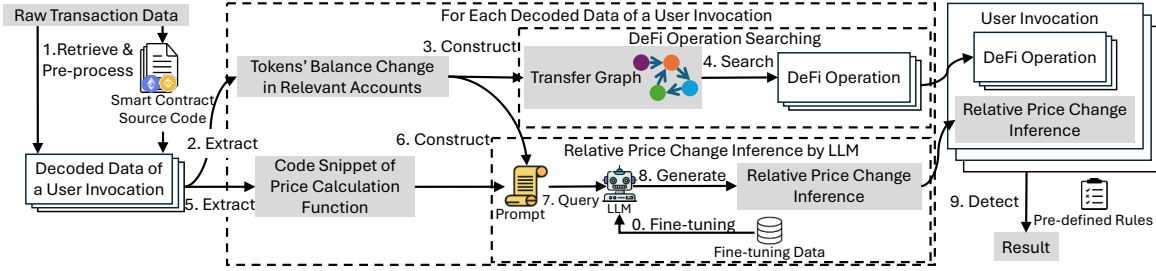 Raw Transaction Data
1.Retrieve &
Pre-process
Smart Contract
Source Code
Decoded Data of
a User Invocation
2. Extract
5. Extract
For Each Decoded Data of a User Invocation
Tokens' Balance Change
in Relevant Accounts
Code Snippet of
Price Calculation
Function
3. Construct
6. Construct
DeFi Operation Searching
Transfer Graph
4. Search
DeFi Operation
Relative Price Change Inference by LLM
Prompt
7. Query
LLM
8. Generate
Relative Price Change
Inference
0. Fine-tuning
Fine-tuning Data
User Invocation
DeFi Operation
Relative Price Change
Inference
9. Detect
Pre-defined Rules
Result